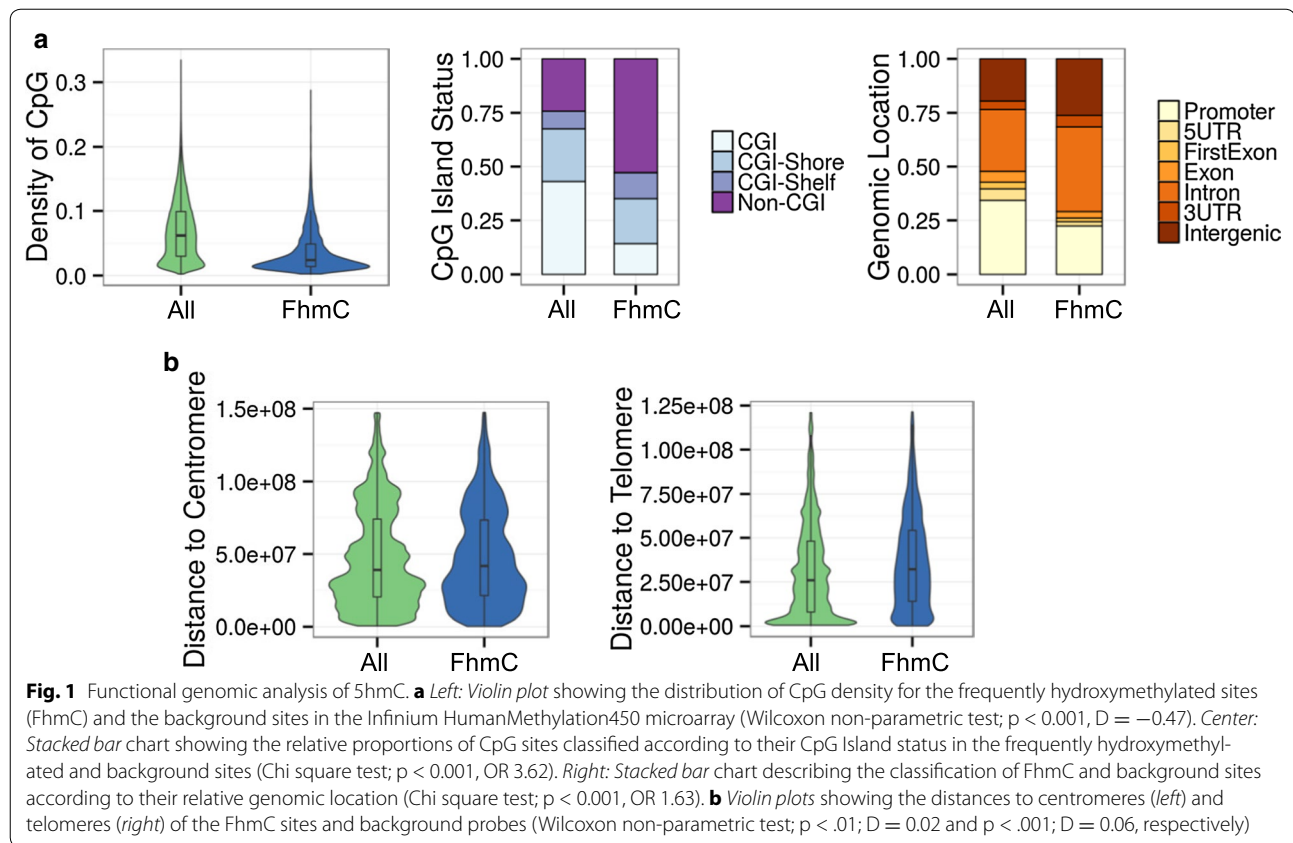 a
Density of CpG
0.3
0.2
0.1
0.0
All FhmC
CpG Island Status
1.00
0.75
0.50
0.25
0.00
All FhmC
CGI
CGI-Shore
CGI-Shelf
Non-CGI
Genomic Location
1.00
0.75
0.50
0.25
0.00
All FhmC
Promoter
5UTR
FirstExon
Exon
Intron
3UTR
Intergenic
b
Distance to Centromere
1.5e+08
1.0e+08
5.0e+07
0.0e+00
All FhmC
Distance to Telomere
1.25e+08
1.00e+08
7.50e+07
5.00e+07
2.50e+07
0.00e+00
All FhmC
Fig. 1 Functional genomic analysis of 5hmC. a Left: Violin plot showing the distribution of CpG density for the frequently hydroxymethylated sites
(FhmC) and the background sites in the Infinium HumanMethylation450 microarray (Wilcoxon non-parametric test; p < 0.001, D = −0.47). Center:
Stacked bar chart showing the relative proportions of CpG sites classified according to their CpG Island status in the frequently hydroxymethyl-
ated and background sites (Chi square test; p < 0.001, OR 3.62). Right: Stacked bar chart describing the classification of FhmC and background sites
according to their relative genomic location (Chi square test; p < 0.001, OR 1.63). b Violin plots showing the distances to centromeres (left) and
telomeres (right) of the FhmC sites and background probes (Wilcoxon non-parametric test; p < .01; D = 0.02 and p < .001; D = 0.06, respectively)